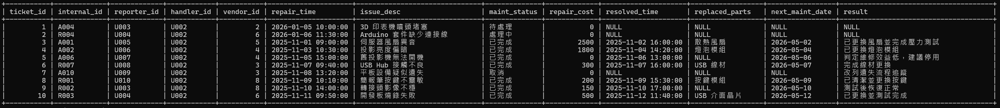 | ticket_id | internal_id | reporter_id | handler_id | vendor_id | repair_time | issue_desc | maint_status | repair_cost | resolved_time | replaced_parts | next_maint_date | result |
| 1 | A004 | U003 | U002 | 2 | 2026-01-05 10:00:00 | 3D 印表機噴頭堵塞 | 待處理 | 0 | NULL | NULL | NULL | NULL |
| 2 | R004 | U004 | U002 | 6 | 2026-01-06 11:30:00 | Arduino 套件缺少連接線 | 處理中 | 0 | NULL | NULL | NULL | NULL |
| 3 | A001 | U005 | U002 | 5 | 2025-11-01 09:00:00 | 伺服器風扇異音 | 已完成 | 2500 | 2025-11-02 16:00:00 | 散熱風扇 | 2026-05-02 | 已更換風扇並完成壓力測試 |
| 4 | A002 | U006 | U002 | 4 | 2025-11-03 10:30:00 | 投影亮度偏暗 | 已完成 | 1800 | 2025-11-04 14:20:00 | 燈泡模組 | 2026-05-04 | 已更換燈泡模組 |
| 5 | A006 | U007 | U002 | 4 | 2025-11-05 15:00:00 | 舊投影機無法開機 | 已完成 | 0 | 2025-11-06 13:00:00 | NULL | 2026-05-06 | 判定維修效益低，建議停用 |
| 6 | R007 | U008 | U002 | 3 | 2025-11-07 09:40:00 | USB Hub 接觸不良 | 已完成 | 300 | 2025-11-07 16:00:00 | USB 線材 | 2026-05-07 | 完成線材更換 |
| 7 | A010 | U009 | U002 | 3 | 2025-11-08 13:20:00 | 平板設備疑似遺失 | 取消 | 0 | NULL | NULL | NULL | 改列遺失流程追蹤 |
| 8 | R001 | U010 | U002 | 8 | 2025-11-09 10:10:00 | 簡報筆按鍵不靈敏 | 已完成 | 200 | 2025-11-09 15:30:00 | 按鍵模組 | 2026-05-09 | 已清潔並更換按鍵 |
| 9 | R002 | U003 | U002 | 8 | 2025-11-10 14:00:00 | 轉接頭影像不穩 | 已完成 | 150 | 2025-11-10 17:00:00 | NULL | 2026-05-10 | 測試後恢復正常 |
| 10 | R003 | U004 | U002 | 6 | 2025-11-11 09:50:00 | 開發板燒錄失敗 | 已完成 | 500 | 2025-11-12 11:40:00 | USB 介面晶片 | 2026-05-12 | 已更換並測試完成 |